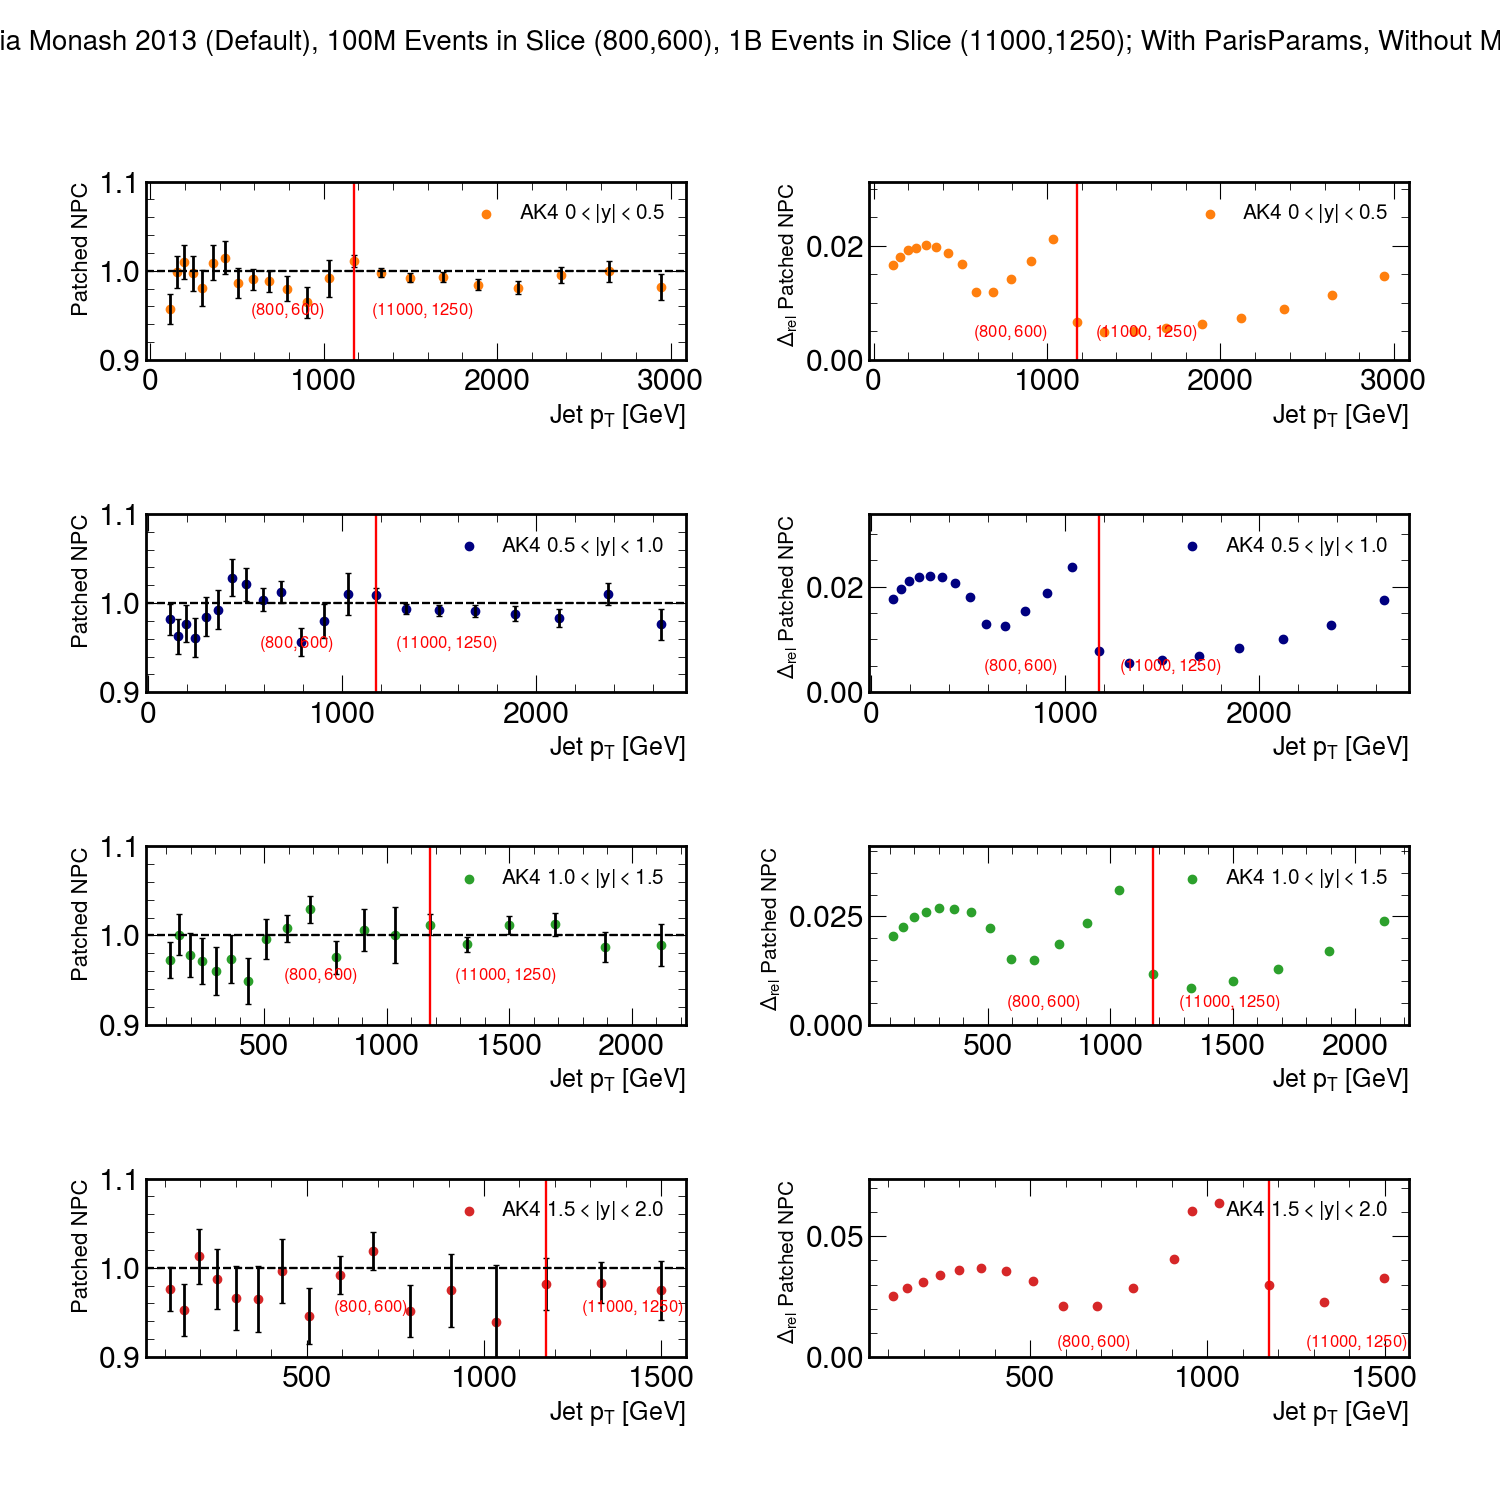 ia Monash 2013 (Default), 100M Events in Slice (800,600), 1B Events in Slice (11000,1250); With ParisParams, Without M
Patched NPC
1.1
1.0
0.9
AK4 0 < |y| < 0.5
(800, 600)
(11000, 1250)
0 1000 2000 3000
Jet pT [GeV]
Δrel Patched NPC
0.02
0.00
AK4 0 < |y| < 0.5
(800, 600)
(11000, 1250)
0 1000 2000 3000
Jet pT [GeV]
Patched NPC
1.1
1.0
0.9
AK4 0.5 < |y| < 1.0
(800, 600)
(11000, 1250)
0 1000 2000
Jet pT [GeV]
Δrel Patched NPC
0.02
0.00
AK4 0.5 < |y| < 1.0
(800, 600)
(11000, 1250)
0 1000 2000
Jet pT [GeV]
Patched NPC
1.1
1.0
0.9
AK4 1.0 < |y| < 1.5
(800, 600)
(11000, 1250)
500 1000 1500 2000
Jet pT [GeV]
Δrel Patched NPC
0.025
0.000
AK4 1.0 < |y| < 1.5
(800, 600)
(11000, 1250)
500 1000 1500 2000
Jet pT [GeV]
Patched NPC
1.1
1.0
0.9
AK4 1.5 < |y| < 2.0
(800, 600)
(11000, 1250)
500 1000 1500
Jet pT [GeV]
Δrel Patched NPC
0.05
0.00
AK4 1.5 < |y| < 2.0
(800, 600)
(11000, 1250)
500 1000 1500
Jet pT [GeV]